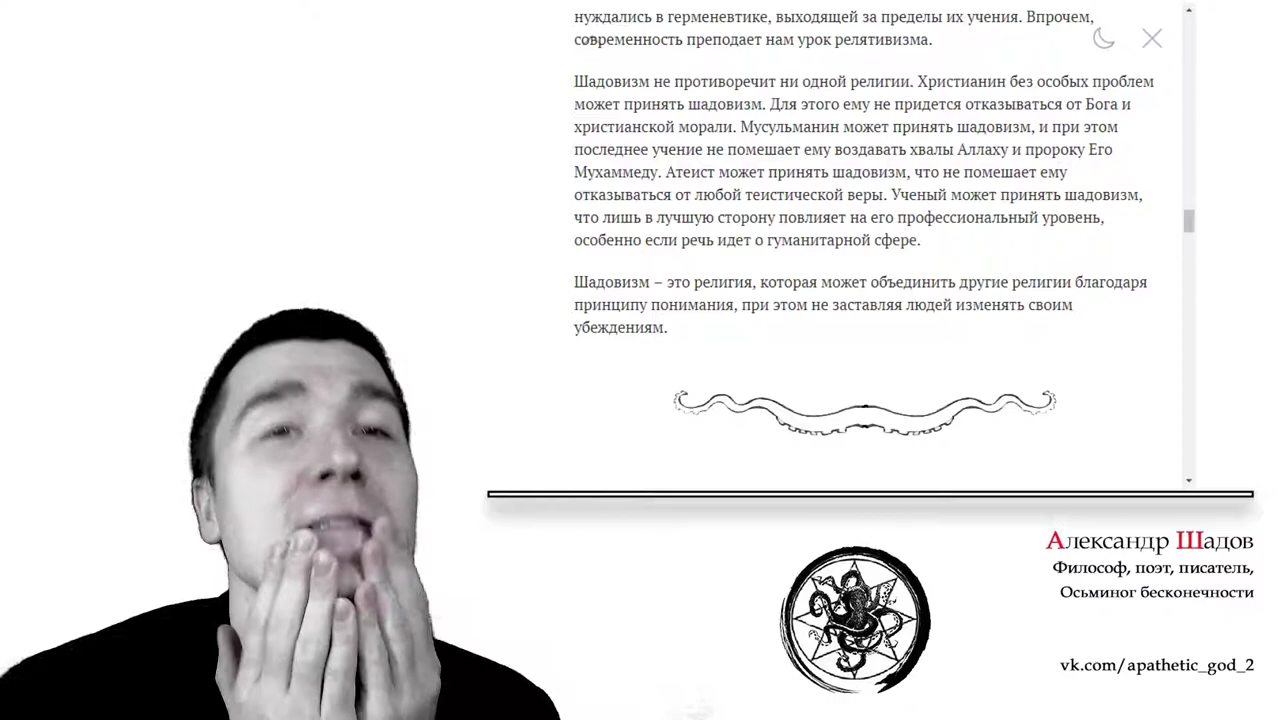 нуждались в герменевтике, выходящей за пределы их учения. Впрочем,
современность преподает нам урок релятивизма.
Шадовизм не противоречит ни одной религии. Христианин без особых проблем
может принять шадовизм. Для этого ему не придется отказываться от Бога и
христианской морали. Мусульманин может принять шадовизм, и при этом
последнее учение не помешает ему воздавать хвалы Аллаху и пророку Его
Мухаммеду. Атеист может принять шадовизм, что не помешает ему
отказываться от любой теистической веры. Ученый может принять шадовизм,
что лишь в лучшую сторону повлияет на его профессиональный уровень,
особенно если речь идет о гуманитарной сфере.
Шадовизм – это религия, которая может объединить другие религии благодаря
принципу понимания, при этом не заставляя людей изменять своим
убеждениям.
Александр Шадов
Философ, поэт, писатель,
Осьминог бесконечности
vk.com/apathetic_god_2